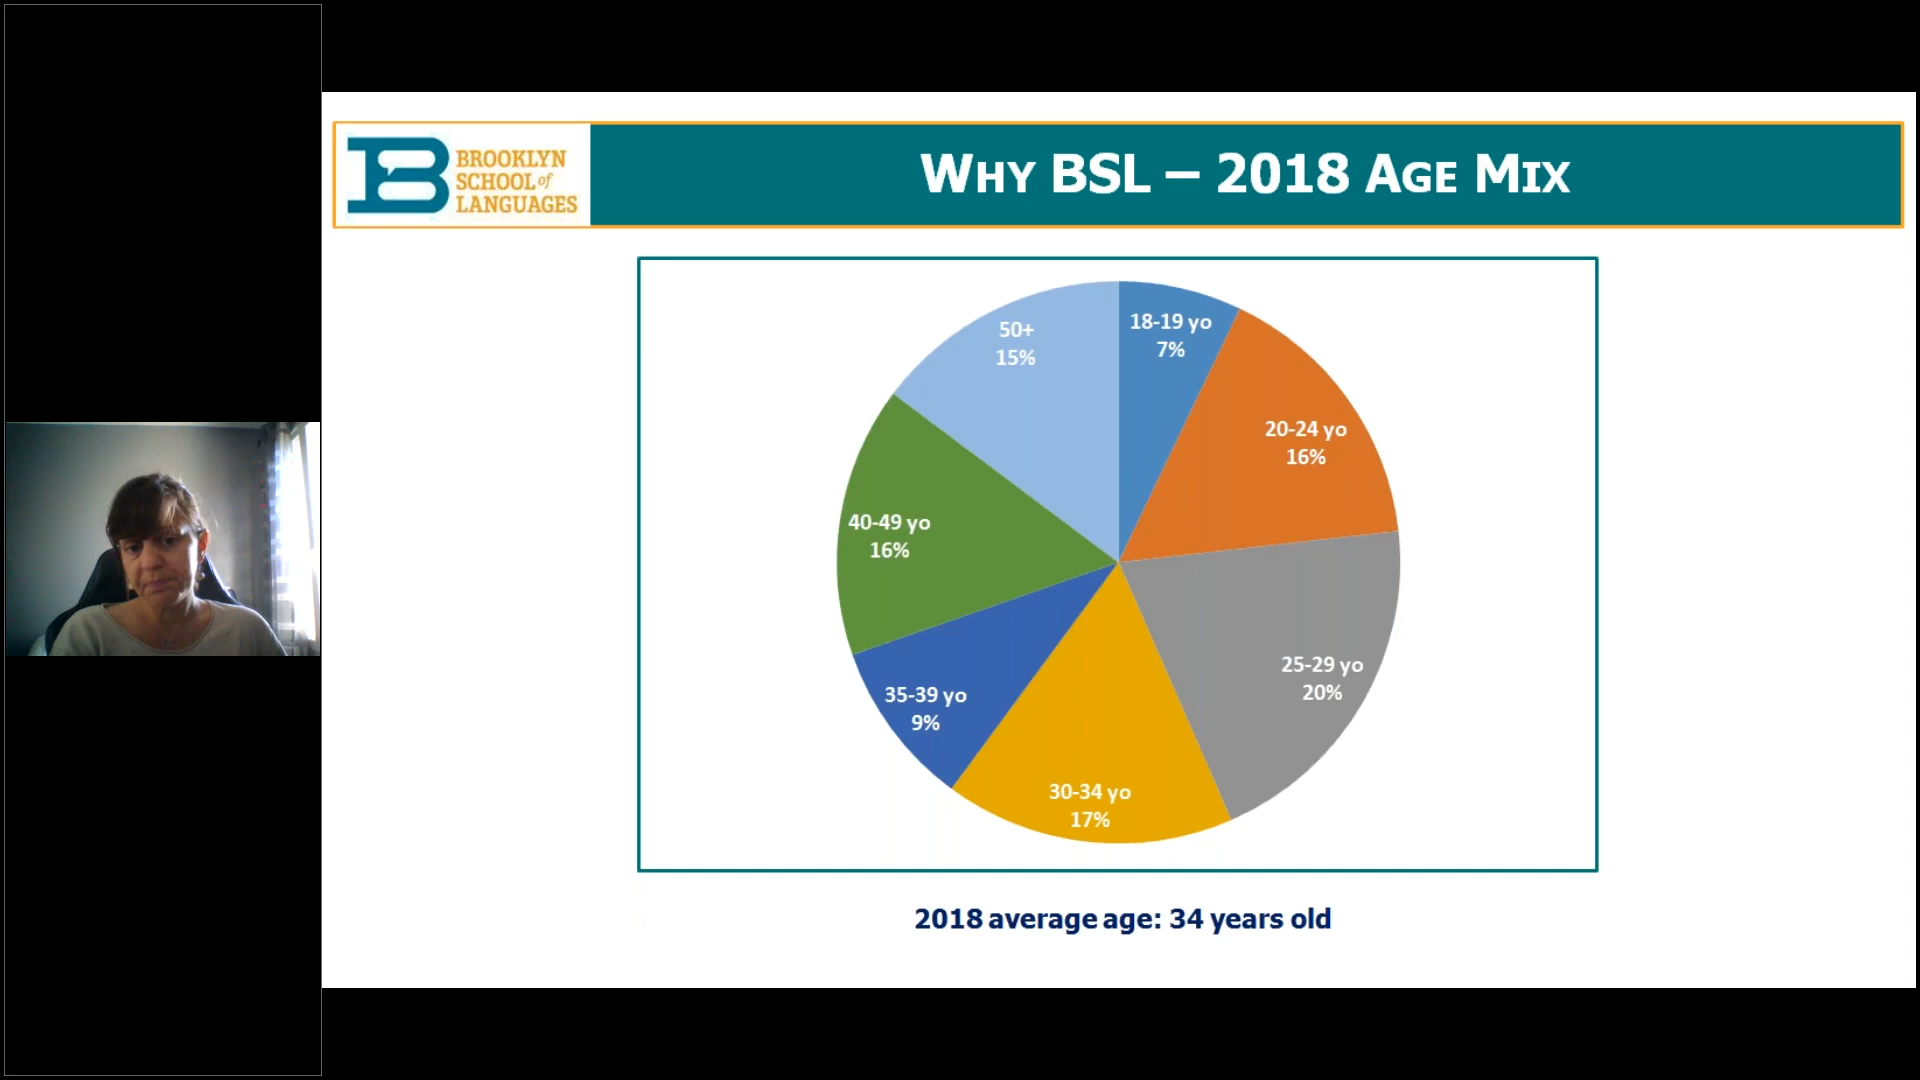 BROOKLYN
SCHOOL of
LANGUAGES
WHY BSL – 2018 AGE MIX
50+
15%
18-19 yo
7%
20-24 yo
16%
40-49 yo
16%
25-29 yo
20%
35-39 yo
9%
30-34 yo
17%
2018 average age: 34 years old